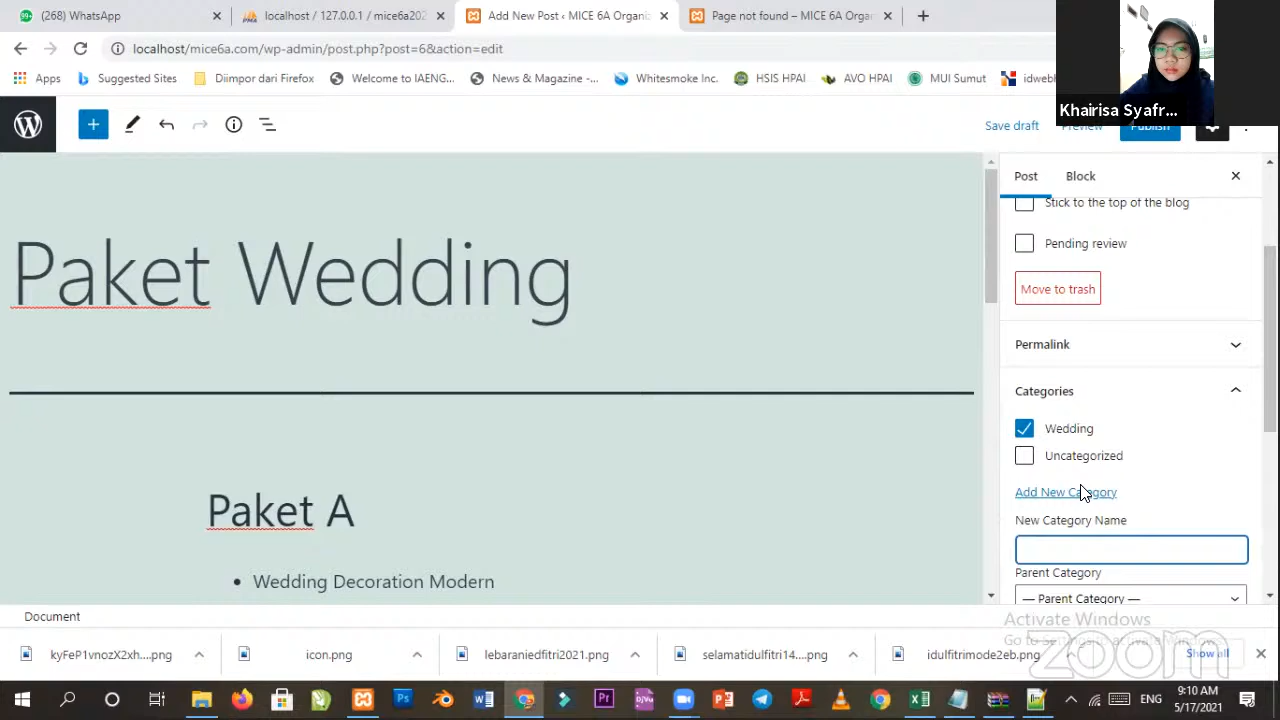 (268) WhatsApp
localhost / 127.0.0.1 / mice6a202
Add New Post ‹ MICE 6A Organi
Page not found – MICE 6A Organ
localhost/mice6a.com/wp-admin/post.php?post=6&action=edit
Apps
Suggested Sites
Diimpor dari Firefox
Welcome to IAENG...
News & Magazine -...
Whitesmoke Inc.
HSIS HPAI
AVO HPAI
MUI Sumut
idwebh
Khairisa Syafr...
Save draft
Preview
Publish
Post
Block
Stick to the top of the blog
Paket Wedding
Pending review
Move to trash
Permalink
Categories
Wedding
Uncategorized
Add New Category
New Category Name
Parent Category
— Parent Category —
Paket A
• Wedding Decoration Modern
Document
Activate Windows
zoom
kyFeP1vnozX2xh....png
icon.png
lebaraniedfitri2021.png
selamatidulfitri14....png
idulfitrimode2eb.png
Show all
ENG
9:10 AM
5/17/2021